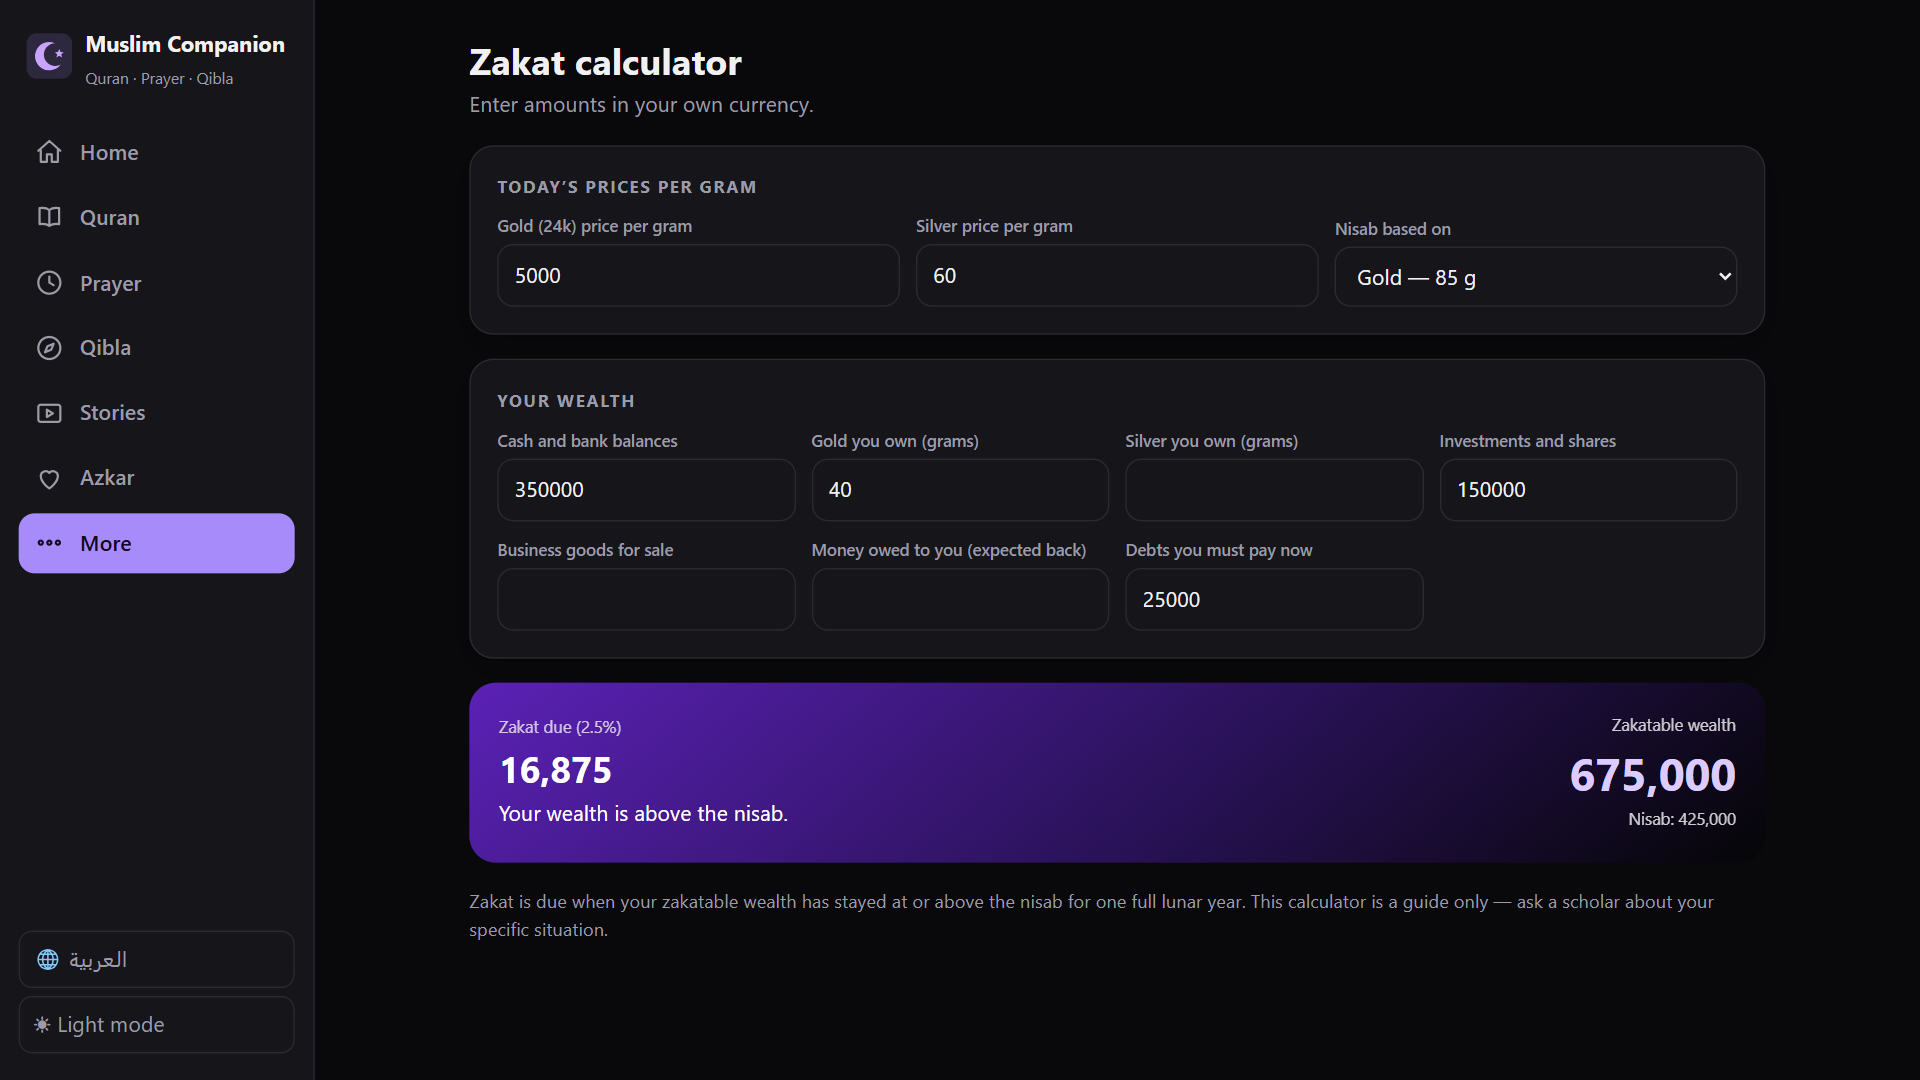 Muslim Companion
Quran · Prayer · Qibla
Home
Quran
Prayer
Qibla
Stories
Azkar
More
العربية
Light mode
Zakat calculator
Enter amounts in your own currency.
TODAY’S PRICES PER GRAM
Gold (24k) price per gram
5000
Silver price per gram
60
Nisab based on
Gold — 85 g
YOUR WEALTH
Cash and bank balances
350000
Gold you own (grams)
40
Silver you own (grams)
Investments and shares
150000
Business goods for sale
Money owed to you (expected back)
Debts you must pay now
25000
Zakat due (2.5%)
16,875
Your wealth is above the nisab.
Zakatable wealth
675,000
Nisab: 425,000
Zakat is due when your zakatable wealth has stayed at or above the nisab for one full lunar year. This calculator is a guide only — ask a scholar about your
specific situation.